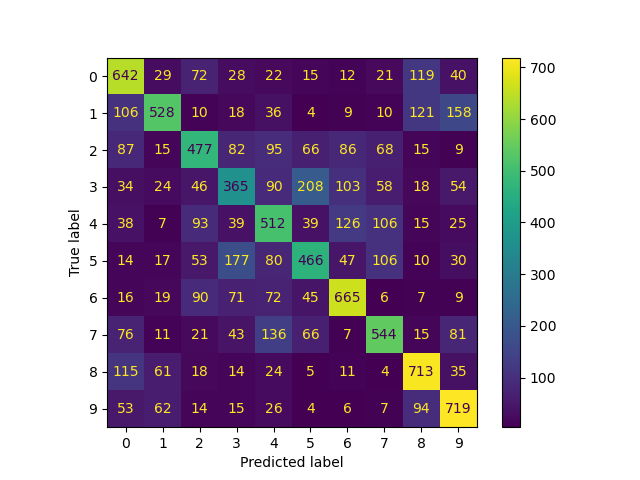 0 642 29 72 28 22 15 12 21 119 40
1 106 528 10 18 36 4 9 10 121 158
2 87 15 477 82 95 66 86 68 15 9
3 34 24 46 365 90 208 103 58 18 54
4 38 7 93 39 512 39 126 106 15 25
5 14 17 53 177 80 466 47 106 10 30
6 16 19 90 71 72 45 665 6 7 9
7 76 11 21 43 136 66 7 544 15 81
8 115 61 18 14 24 5 11 4 713 35
9 53 62 14 15 26 4 6 7 94 719
0 1 2 3 4 5 6 7 8 9
Predicted label
True label
700
600
500
400
300
200
100